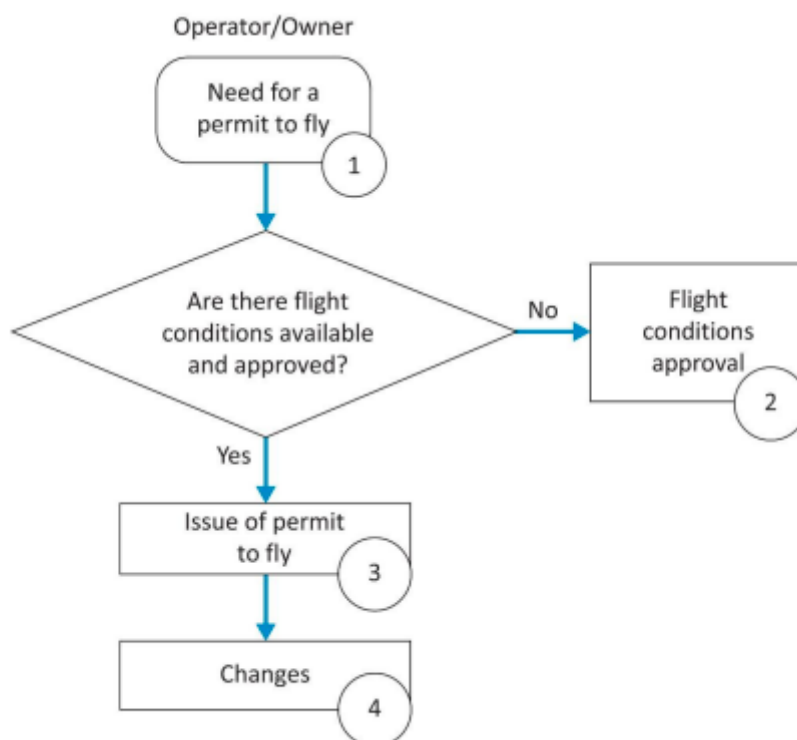 Operator/Owner
Need for a
permit to fly
1
Are there flight
conditions available
and approved?
No
Flight
conditions
approval
2
Yes
Issue of permit
to fly
3
Changes
4